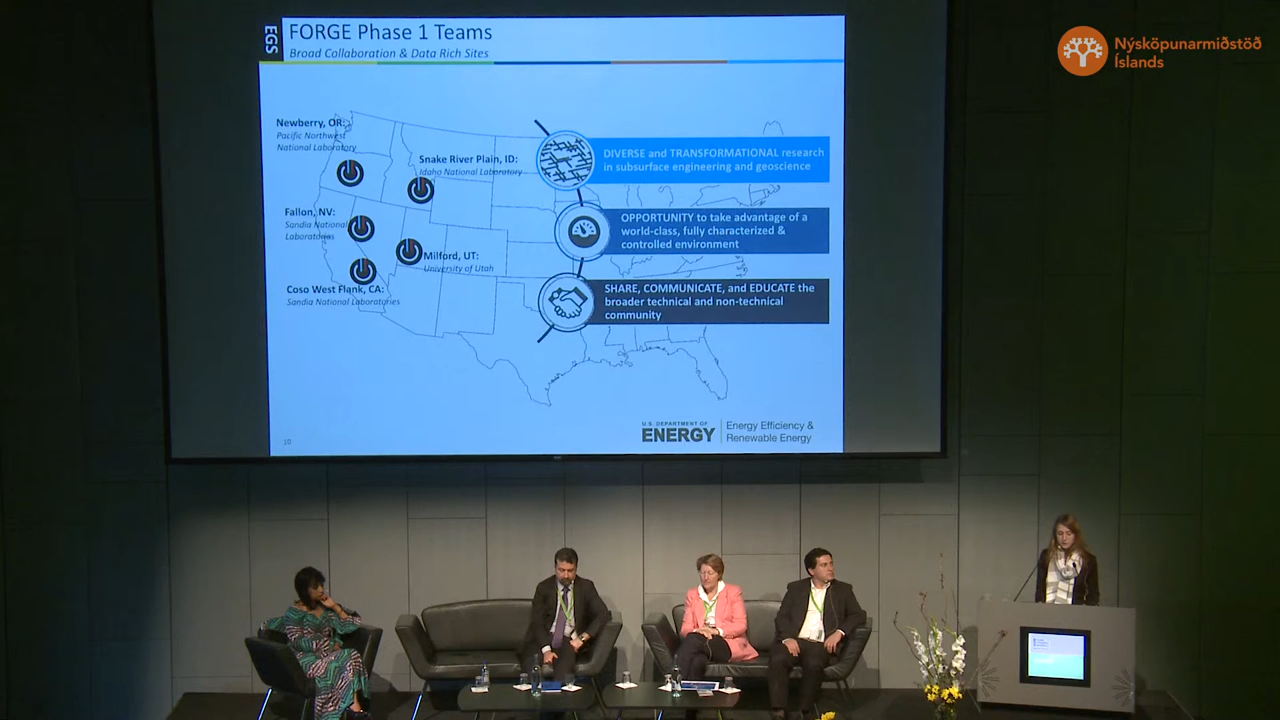 EGS
FORGE Phase 1 Teams
Broad Collaboration & Data Rich Sites
Newberry, OR:
Pacific Northwest
National Laboratory
Snake River Plain, ID:
Idaho National Laboratory
Fallon, NV:
Sandia National
Laboratories
Milford, UT:
University of Utah
Coso West Flank, CA:
Sandia National Laboratories
DIVERSE and TRANSFORMATIONAL research
in subsurface engineering and geoscience
OPPORTUNITY to take advantage of a
world-class, fully characterized &
controlled environment
SHARE, COMMUNICATE, and EDUCATE the
broader technical and non-technical
community
10
U.S. DEPARTMENT OF
ENERGY
Energy Efficiency &
Renewable Energy
Nýsköpunarmiðstöð
Íslands